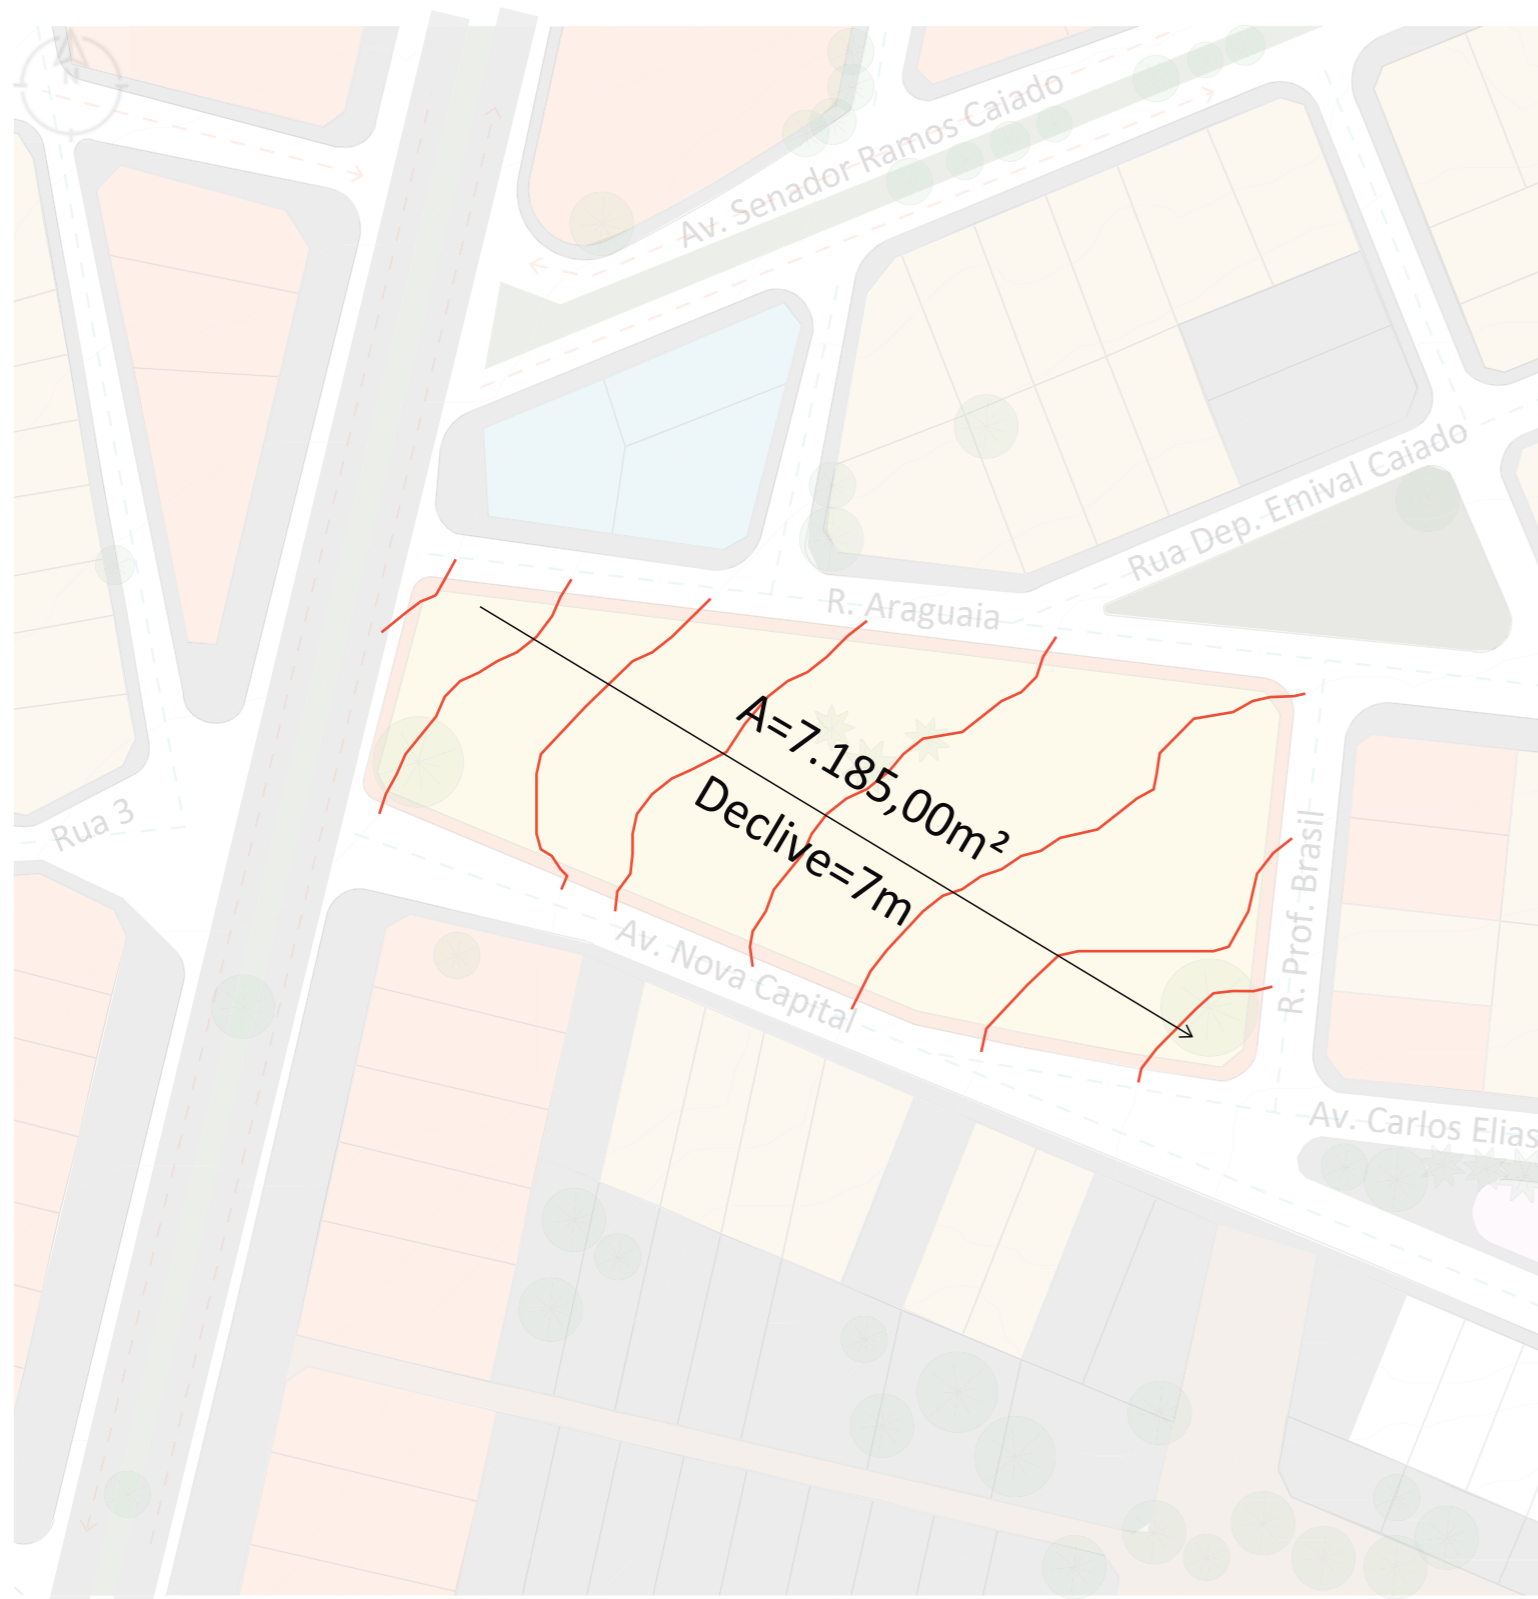 N
Av. Senador Ramos Caiado
Rua Dep. Emival Caiado
R. Araguaia
A=7.185,00m²
Declive=7m
Rua 3
R. Prof. Brasil
Av. Nova Capital
Av. Carlos Elias